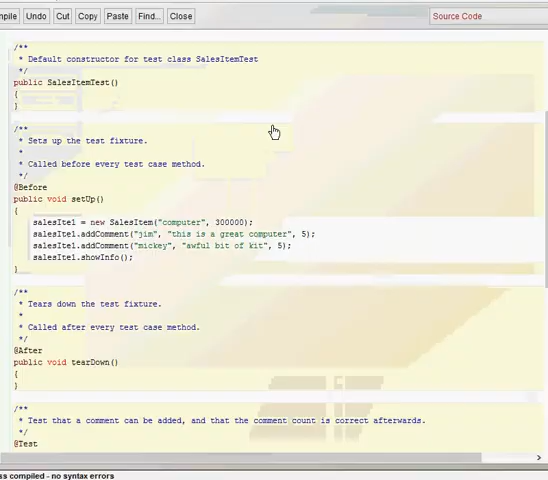 Undo Cut Copy Paste Find... Close Source Code
/**
* Default constructor for test class SalesItemTest
*/
public SalesItemTest()
{
}
/**
* Sets up the test fixture.
*
* Called before every test case method.
*/
@Before
public void setUp()
{
salesIte1 = new SalesItem("computer", 300000);
salesIte1.addComment("jim", "this is a great computer", 5);
salesIte1.addComment("mickey", "awful bit of kit", 5);
salesIte1.showInfo();
}
/**
* Tears down the test fixture.
*
* Called after every test case method.
*/
@After
public void tearDown()
{
}
/**
* Test that a comment can be added, and that the comment count is correct afterwards.
*/
@Test
ss compiled - no syntax errors